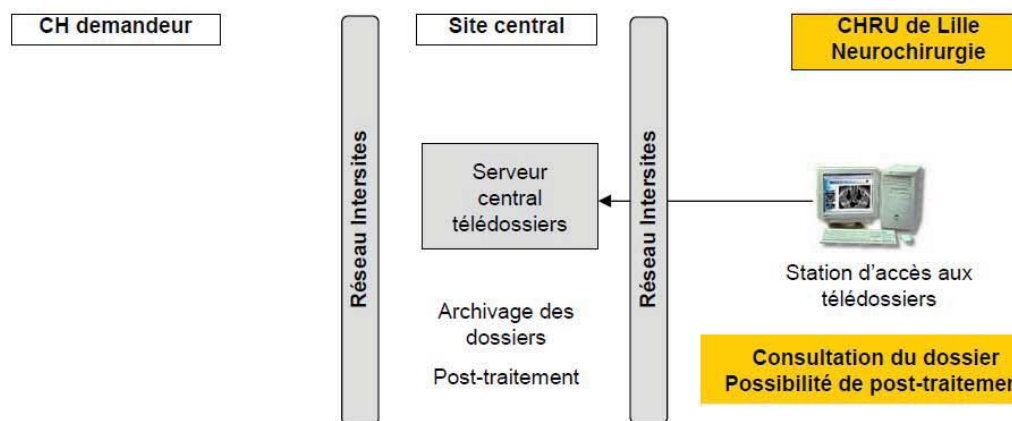 CH demandeur
Site central
CHRU de Lille
Neurochirurgie
Réseau Intersites
Serveur
central
télédossiers
Réseau Intersites
Station d'accès aux
télédossiers
Archivage des
dossiers
Post-traitement
Consultation du dossier
Possibilité de post-traitemen